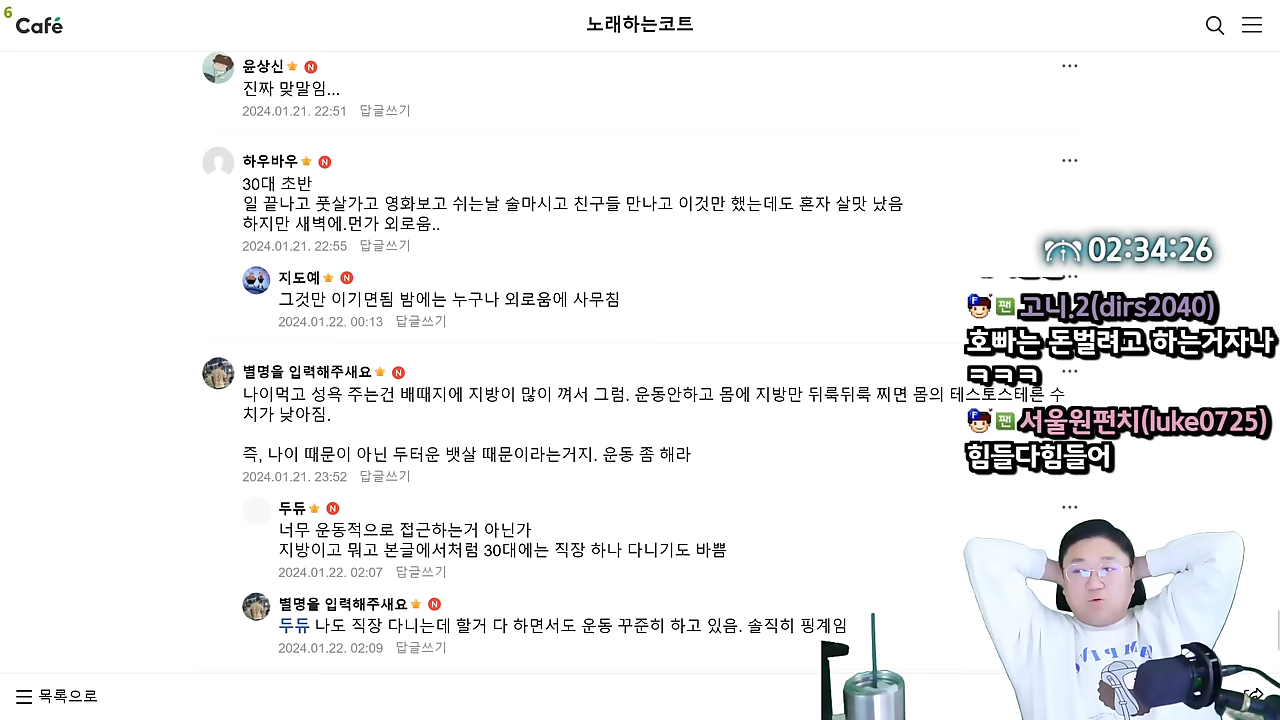 6
Café
노래하는코트
윤상신
진짜 맞말임...
2024.01.21. 22:51 답글쓰기
하우바우
30대 초반
일 끝나고 풋살가고 영화보고 쉬는날 술마시고 친구들 만나고 이것만 했는데도 혼자 살맛 났음
하지만 새벽에.먼가 외로움..
2024.01.21. 22:55 답글쓰기
지도예
그것만 이기면됨 밤에는 누구나 외로움에 사무침
2024.01.22. 00:13 답글쓰기
별명을 입력해주세요
나이먹고 성욕 주는건 배때지에 지방이 많이 껴서 그럼. 운동안하고 몸에 지방만 뒤룩뒤룩 찌면 몸의 테스토스테론 수
치가 낮아짐.
즉, 나이 때문이 아닌 두터운 뱃살 때문이라는거지. 운동 좀 해라
2024.01.21. 23:52 답글쓰기
두듀
너무 운동적으로 접근하는거 아닌가
지방이고 뭐고 본글에서처럼 30대에는 직장 하나 다니기도 바쁨
2024.01.22. 02:07 답글쓰기
별명을 입력해주세요
두듀 나도 직장 다니는데 할거 다 하면서도 운동 꾸준히 하고 있음. 솔직히 핑계임
2024.01.22. 02:09 답글쓰기
목록으로
02:34:26
팬 고니.2(dirs2040)
호빠는 돈벌려고 하는거자나
ㅋㅋㅋ
팬 서울원펀치(luke0725)
힘들다힘들어